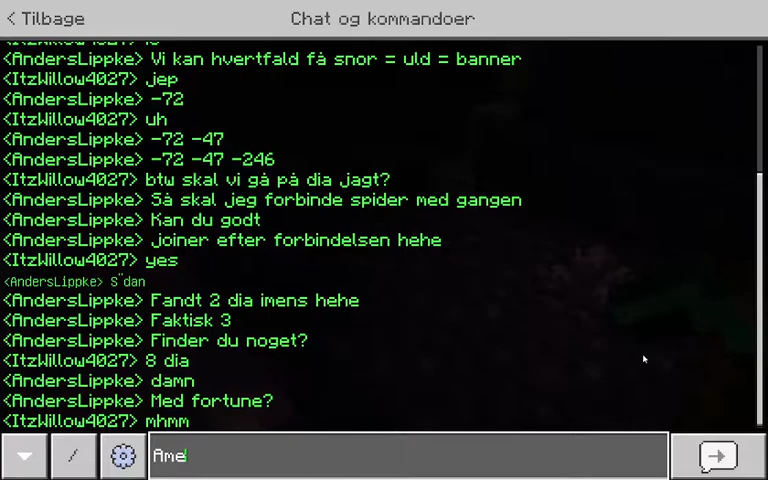 < Tilbage
Chat og kommandoer
<AndersLippke> Vi kan hvertfald få snor = uld = banner
<ItzWillow4027> jep
<AndersLippke> -72
<ItzWillow4027> uh
<AndersLippke> -72 -47
<AndersLippke> -72 -47 -246
<ItzWillow4027> btw skal vi gå på dia jagt?
<AndersLippke> Så skal jeg forbinde spider med gangen
<AndersLippke> Kan du godt
<AndersLippke> joiner efter forbindelsen hehe
<ItzWillow4027> yes
<AndersLippke> S¨dan
<AndersLippke> Fandt 2 dia imens hehe
<AndersLippke> Faktisk 3
<AndersLippke> Finder du noget?
<ItzWillow4027> 8 dia
<AndersLippke> damn
<AndersLippke> Med fortune?
<ItzWillow4027> mhmm
/
Ame